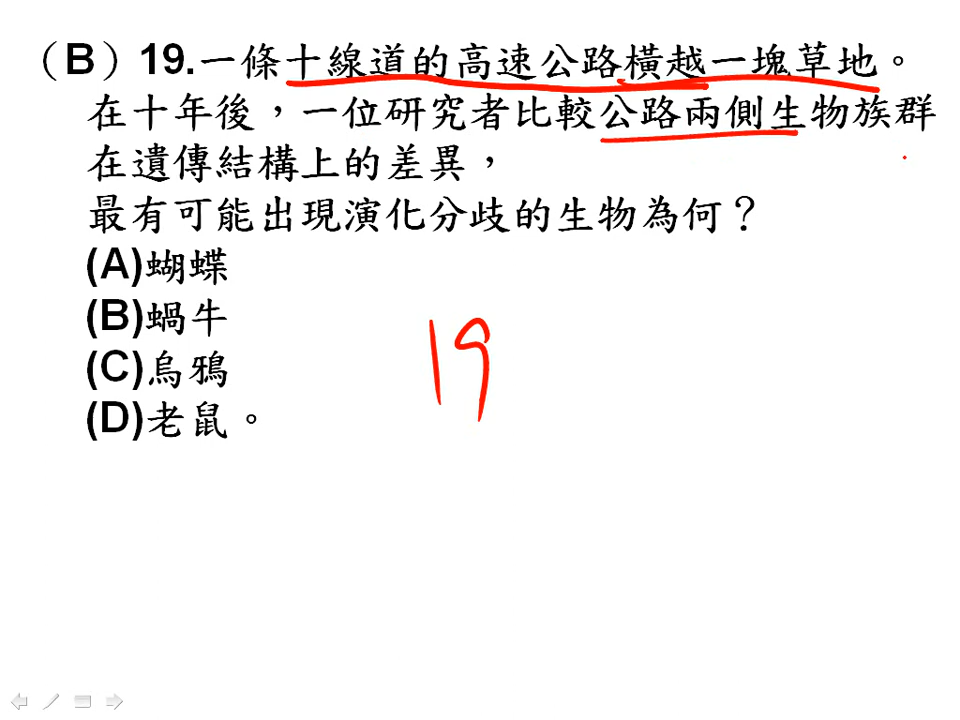 （B）19.一條十線道的高速公路橫越一塊草地。
在十年後，一位研究者比較公路兩側生物族群
在遺傳結構上的差異，
最有可能出現演化分歧的生物為何？
(A)蝴蝶
(B)蝸牛
(C)烏鴉
(D)老鼠。
19